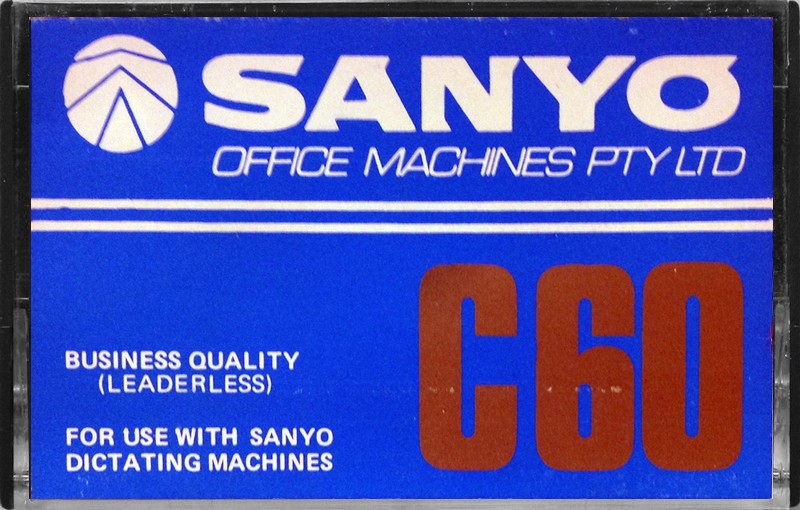 SANYO
OFFICE MACHINES PTY LTD
C60
BUSINESS QUALITY
(LEADERLESS)
FOR USE WITH SANYO
DICTATING MACHINES